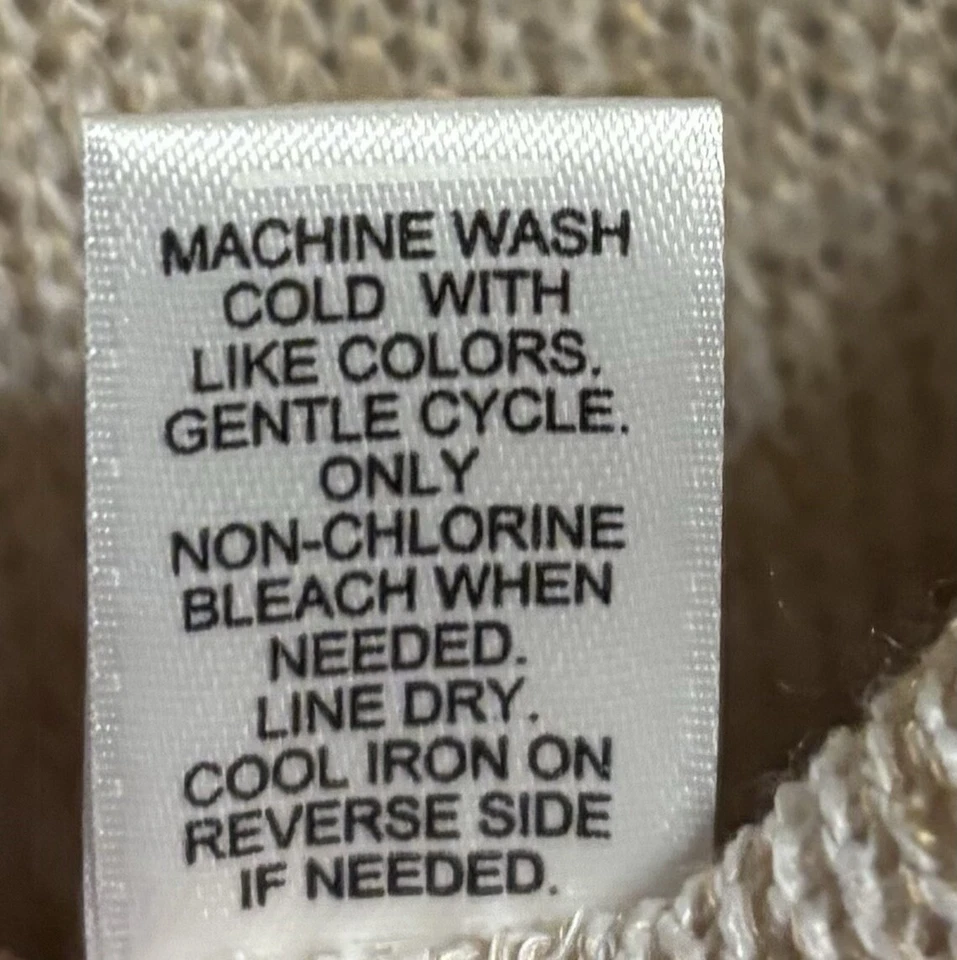 MACHINE WASH
COLD WITH
LIKE COLORS.
GENTLE CYCLE.
ONLY
NON-CHLORINE
BLEACH WHEN
NEEDED.
LINE DRY.
COOL IRON ON
REVERSE SIDE
IF NEEDED.